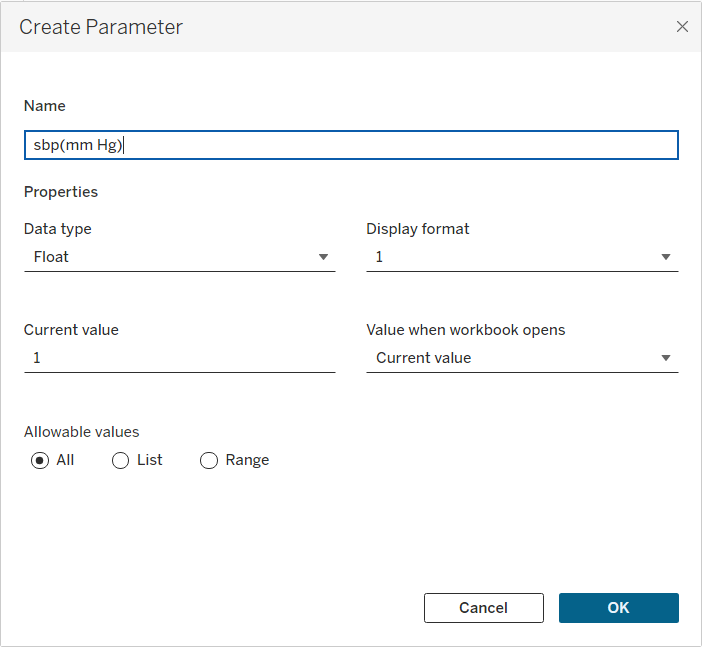 Create Parameter
Name
sbp(mm Hg)
Properties
Data type Display format
Float 1
Current value Value when workbook opens
1 Current value
Allowable values
All List Range
Cancel OK